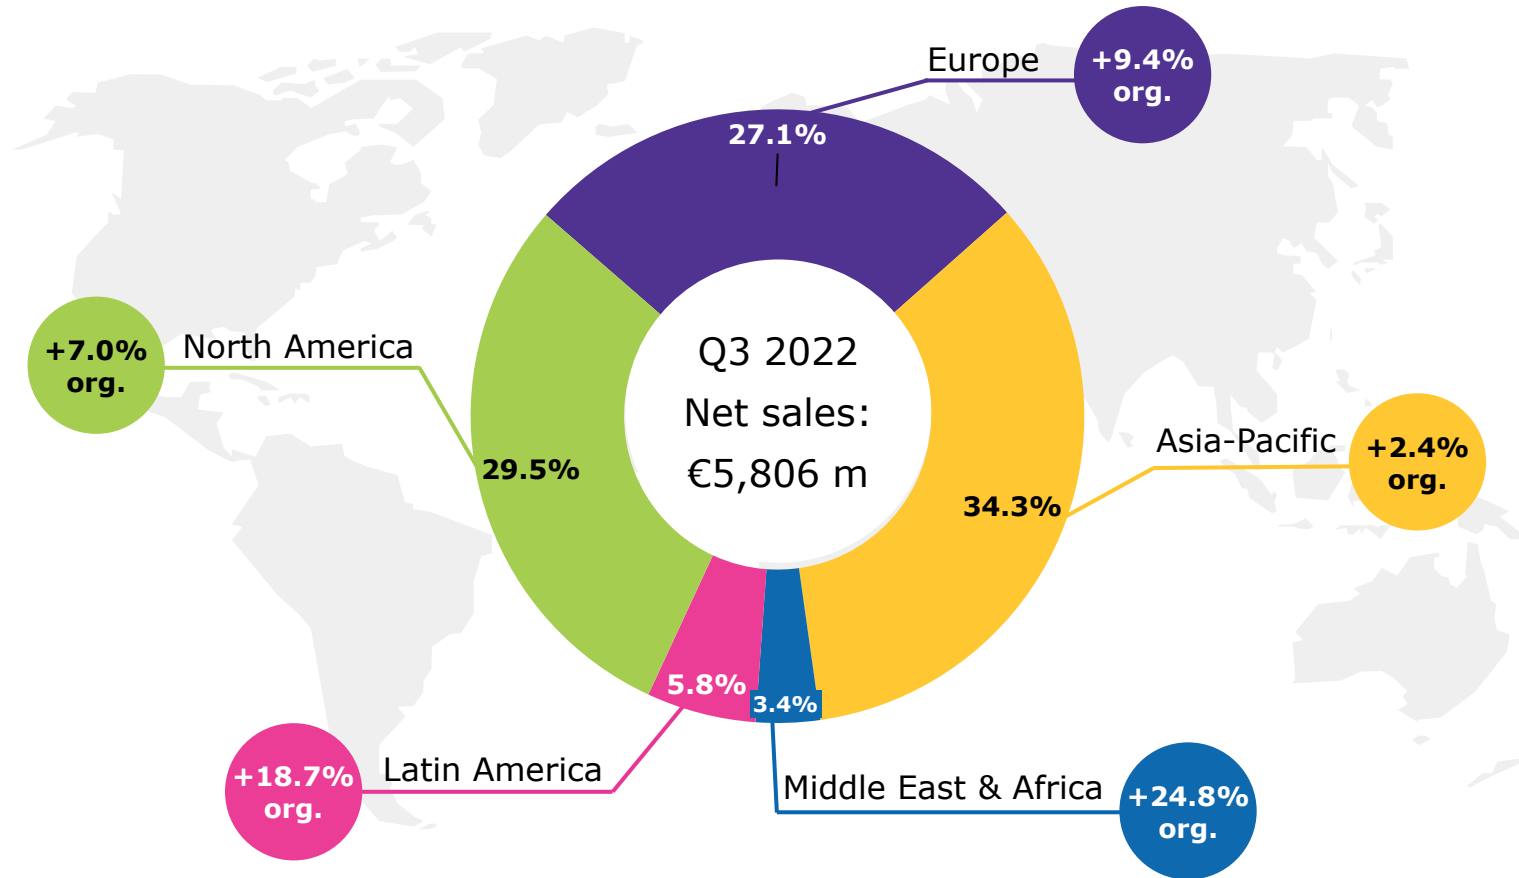 Europe
+9.4%
org.
27.1%
+7.0%
org.
North America
29.5%
Q3 2022
Net sales:
€5,806 m
Asia-Pacific
+2.4%
org.
34.3%
5.8%
3.4%
+18.7%
org.
Latin America
Middle East & Africa
+24.8%
org.